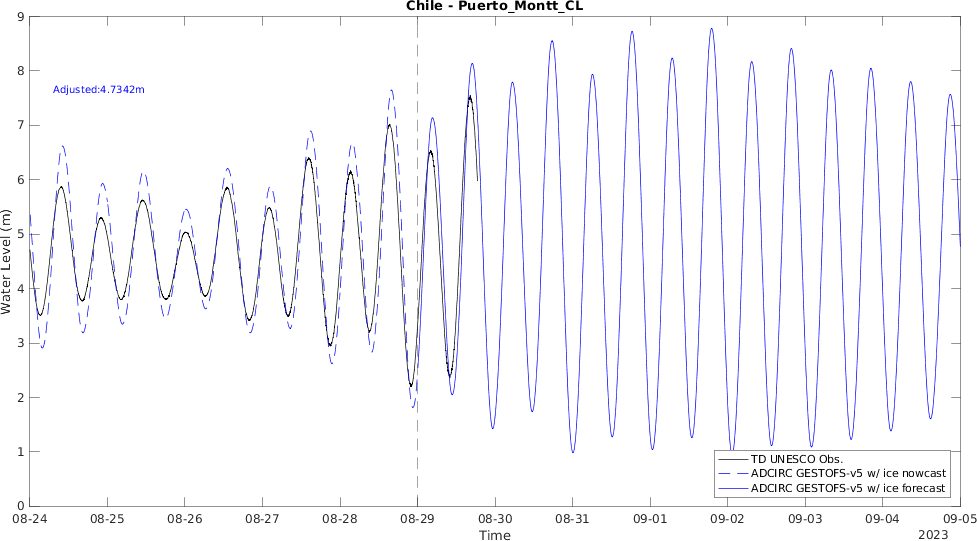 Chile - Puerto_Montt_CL
9
8
7
6
5
4
3
2
1
0
Water Level (m)
Adjusted:4.7342m
TD UNESCO Obs.
ADCIRC GESTOFS-v5 w/ ice nowcast
ADCIRC GESTOFS-v5 w/ ice forecast
08-24 08-25 08-26 08-27 08-28 08-29 08-30 08-31 09-01 09-02 09-03 09-04 09-05
Time
2023